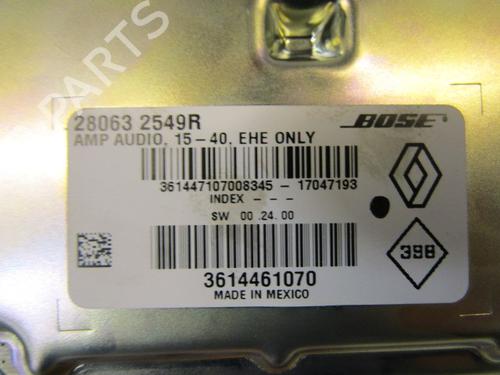 PARTS
28063 2549R
BOSE
AMP AUDIO, 15-40, EHE ONLY
361447107008345 - 17047193
INDEX - - -
SW 00.24.00
398
3614461070
MADE IN MEXICO